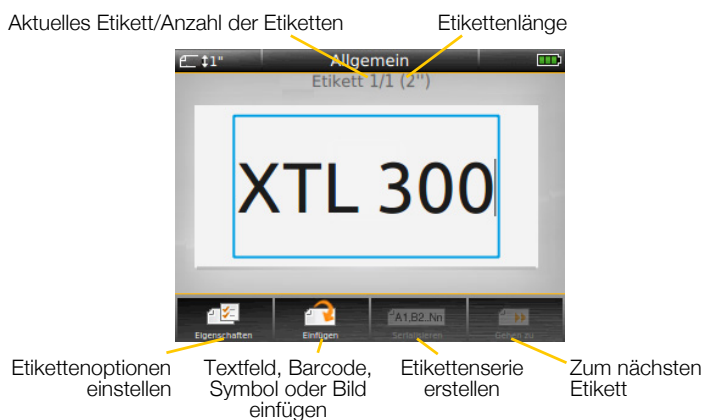 Aktuelles Etikett/Anzahl der Etiketten Etikettenlänge
1" Allgemein
Etikett 1/1 (2")
XTL 300
A1,B2..Nn
Eigenschaften Einfügen Serialisieren Gehen zu
Etikettenoptionen Textfeld, Barcode, Etikettenserie Zum nächsten
einstellen Symbol oder Bild erstellen Etikett
einfügen